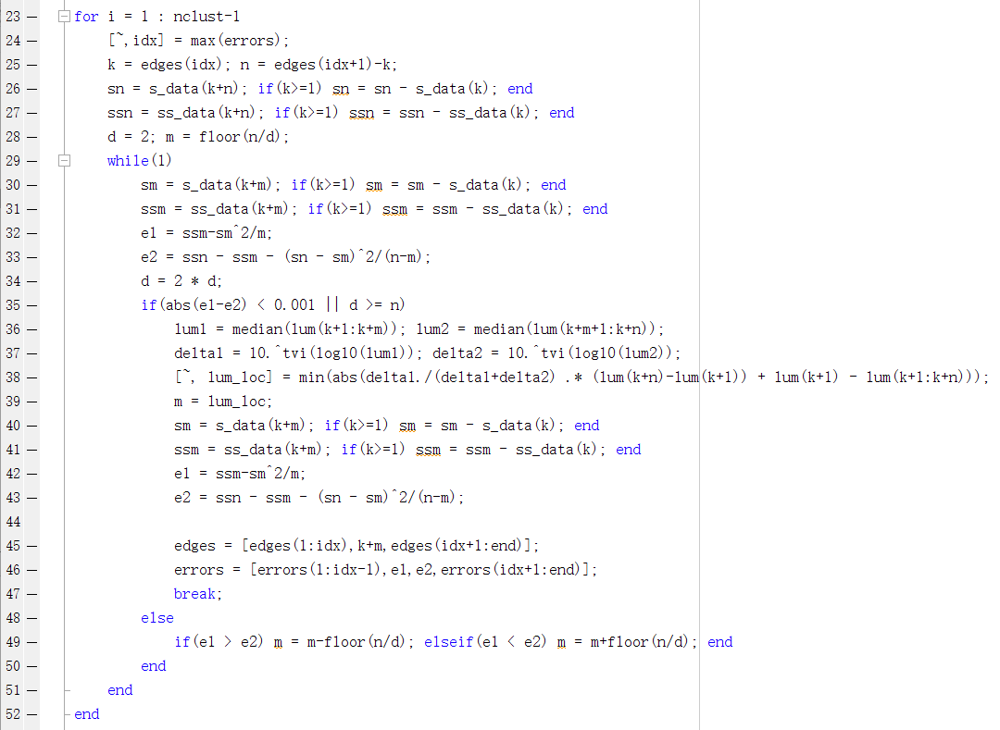 23 — for i = 1 : nclust-1
24 — [~,idx] = max(errors);
25 — k = edges(idx); n = edges(idx+1)-k;
26 — sn = s_data(k+n); if(k>=1) sn = sn - s_data(k); end
27 — ssn = ss_data(k+n); if(k>=1) ssn = ssn - ss_data(k); end
28 — d = 2; m = floor(n/d);
29 — while(1)
30 — sm = s_data(k+m); if(k>=1) sm = sm - s_data(k); end
31 — ssm = ss_data(k+m); if(k>=1) ssm = ssm - ss_data(k); end
32 — e1 = ssm-sm^2/m;
33 — e2 = ssn - ssm - (sn - sm)^2/(n-m);
34 — d = 2 * d;
35 — if(abs(e1-e2) < 0.001 || d >= n)
36 — lum1 = median(lum(k+1:k+m)); lum2 = median(lum(k+m+1:k+n));
37 — delta1 = 10.^tvi(log10(lum1)); delta2 = 10.^tvi(log10(lum2));
38 — [~, lum_loc] = min(abs(delta1./(delta1+delta2) .* (lum(k+n)-lum(k+1)) + lum(k+1) - lum(k+1:k+n)));
39 — m = lum_loc;
40 — sm = s_data(k+m); if(k>=1) sm = sm - s_data(k); end
41 — ssm = ss_data(k+m); if(k>=1) ssm = ssm - ss_data(k); end
42 — e1 = ssm-sm^2/m;
43 — e2 = ssn - ssm - (sn - sm)^2/(n-m);
44
45 — edges = [edges(1:idx),k+m,edges(idx+1:end)];
46 — errors = [errors(1:idx-1),e1,e2,errors(idx+1:end)];
47 — break;
48 — else
49 — if(e1 > e2) m = m-floor(n/d); elseif(e1 < e2) m = m+floor(n/d); end
50 — end
51 — end
52 — end